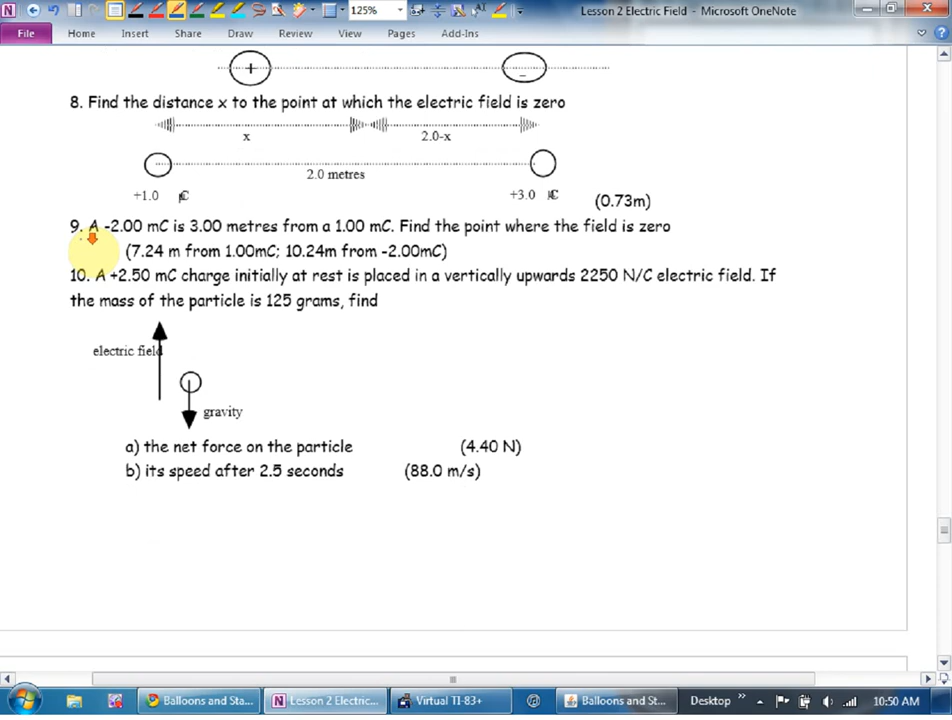 125%
Lesson 2 Electric Field - Microsoft OneNote
File Home Insert Share Draw Review View Pages Add-Ins
+ −
8. Find the distance x to the point at which the electric field is zero
x 2.0-x
2.0 metres
+1.0 +3.0
(0.73m)
9. A -2.00 mC is 3.00 metres from a 1.00 mC. Find the point where the field is zero
(7.24 m from 1.00mC; 10.24m from -2.00mC)
10. A +2.50 mC charge initially at rest is placed in a vertically upwards 2250 N/C electric field. If
the mass of the particle is 125 grams, find
electric field
gravity
a) the net force on the particle (4.40 N)
b) its speed after 2.5 seconds (88.0 m/s)
Balloons and Sta... Lesson 2 Electric... Virtual TI-83+ Balloons and St... Desktop 10:50 AM